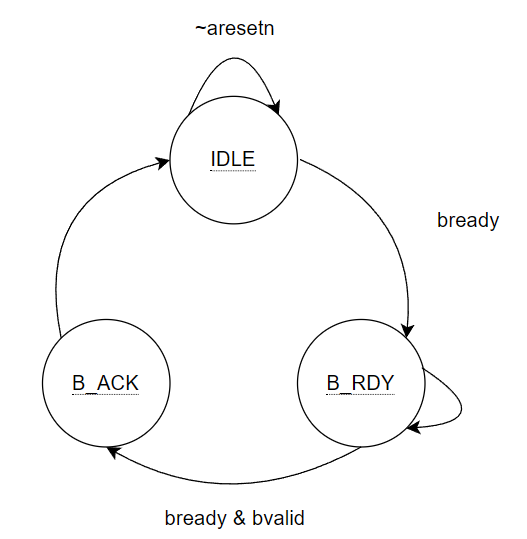 ~aresetn
IDLE
bready
B_ACK
B_RDY
bready & bvalid